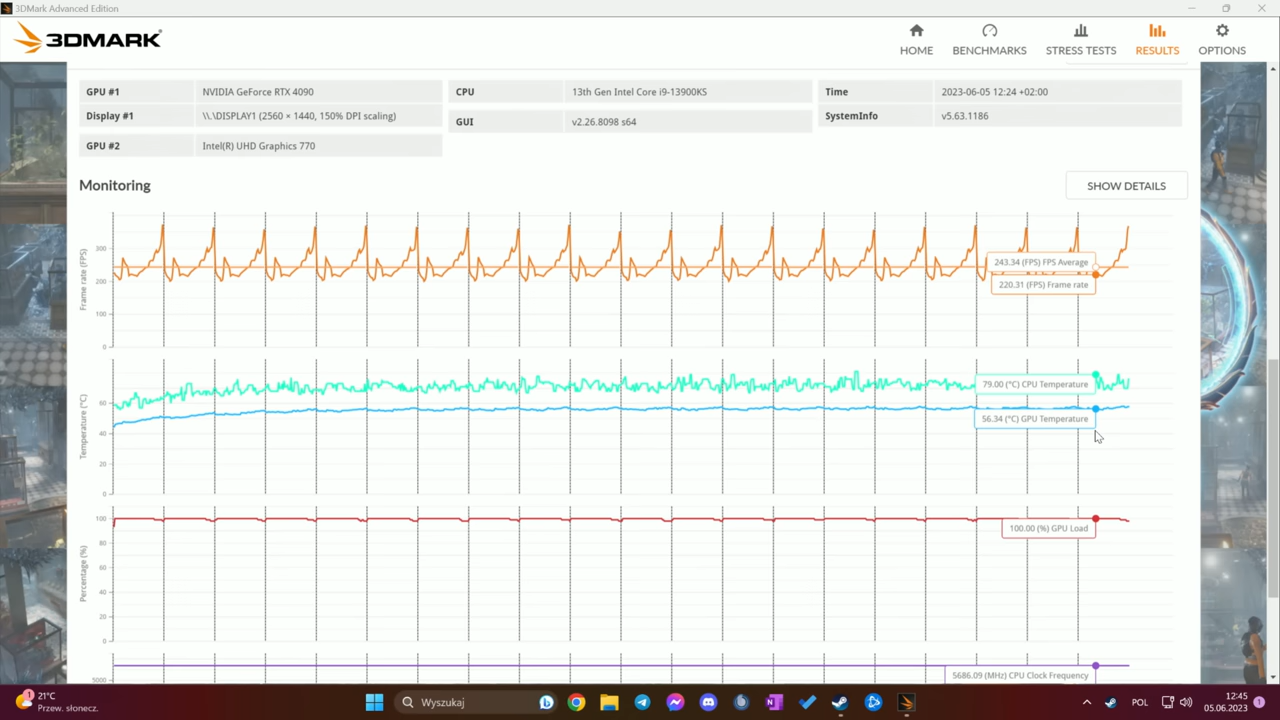 3DMark Advanced Edition
3DMARK
HOME
BENCHMARKS
STRESS TESTS
RESULTS
OPTIONS
GPU #1 NVIDIA GeForce RTX 4090
Display #1 \\.\DISPLAY1 (2560 × 1440, 150% DPI scaling)
GPU #2 Intel(R) UHD Graphics 770
CPU 13th Gen Intel Core i9-13900KS
GUI v2.26.8098 s64
Time 2023-06-05 12:24 +02:00
SystemInfo v5.63.1186
Monitoring
SHOW DETAILS
Frame rate (FPS)
300
200
100
0
243.34 (FPS) FPS Average
220.31 (FPS) Frame rate
Temperature (°C)
60
40
20
0
79.00 (°C) CPU Temperature
56.34 (°C) GPU Temperature
Percentage (%)
100
80
60
40
20
0
100.00 (%) GPU Load
5000
5686.09 (MHz) CPU Clock Frequency
1
21°C
Przew. słonecz.
Wyszukaj
POL
12:45
05.06.2023
1